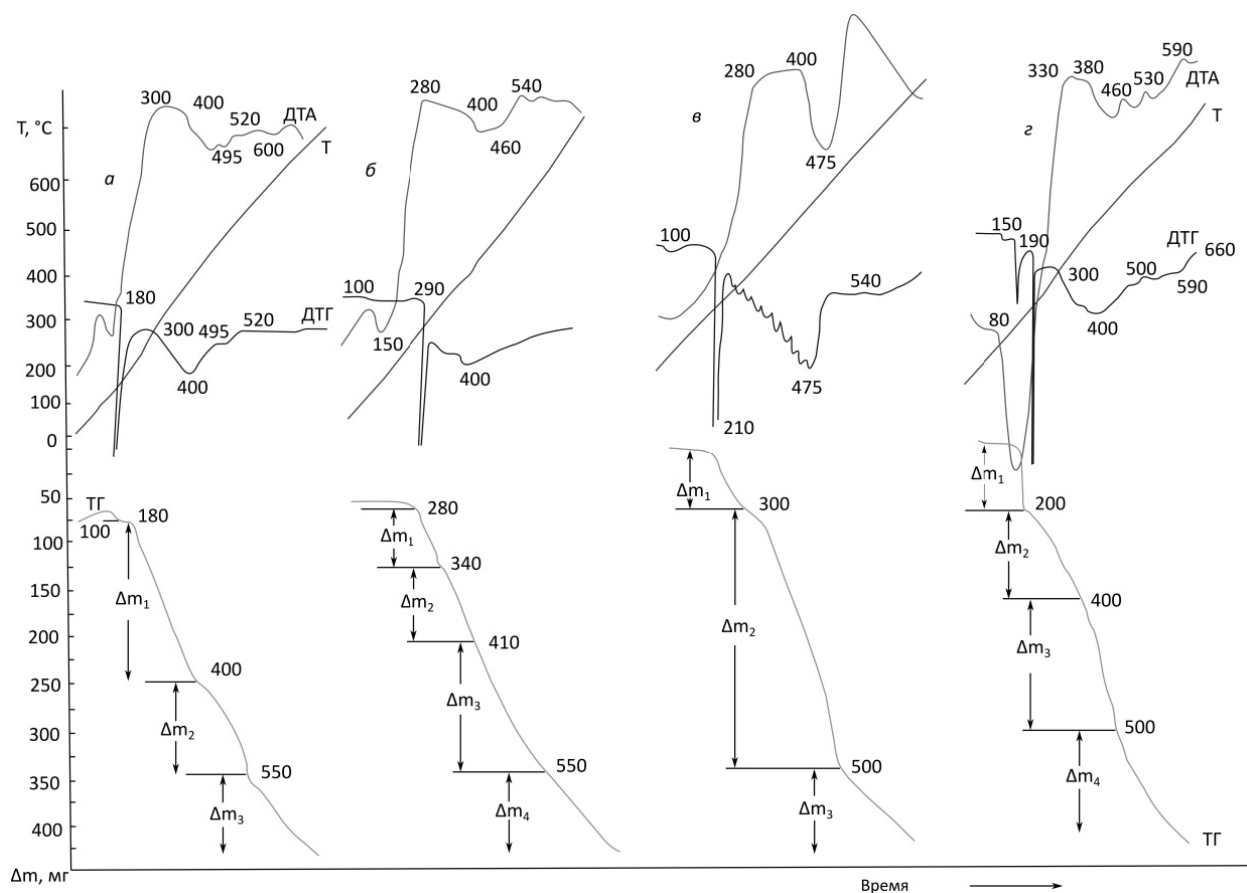 T, °C
600
500
400
300
200
100
0
50
100
150
200
250
300
350
400
Δm, мг
а
300
400
ДТА
520
495
600
T
180
300
495
520
ДТГ
400
ТГ
100
180
Δm1
400
Δm2
550
Δm3
б
280
400
540
460
100
290
150
400
280
Δm1
340
Δm2
410
Δm3
550
Δm4
в
280
400
475
100
540
475
210
Δm1
300
Δm2
500
Δm3
г
330
380
590
460
530
ДТА
T
150
190
ДТГ
660
300
500
590
80
400
Δm1
200
Δm2
400
Δm3
500
Δm4
ТГ
Время